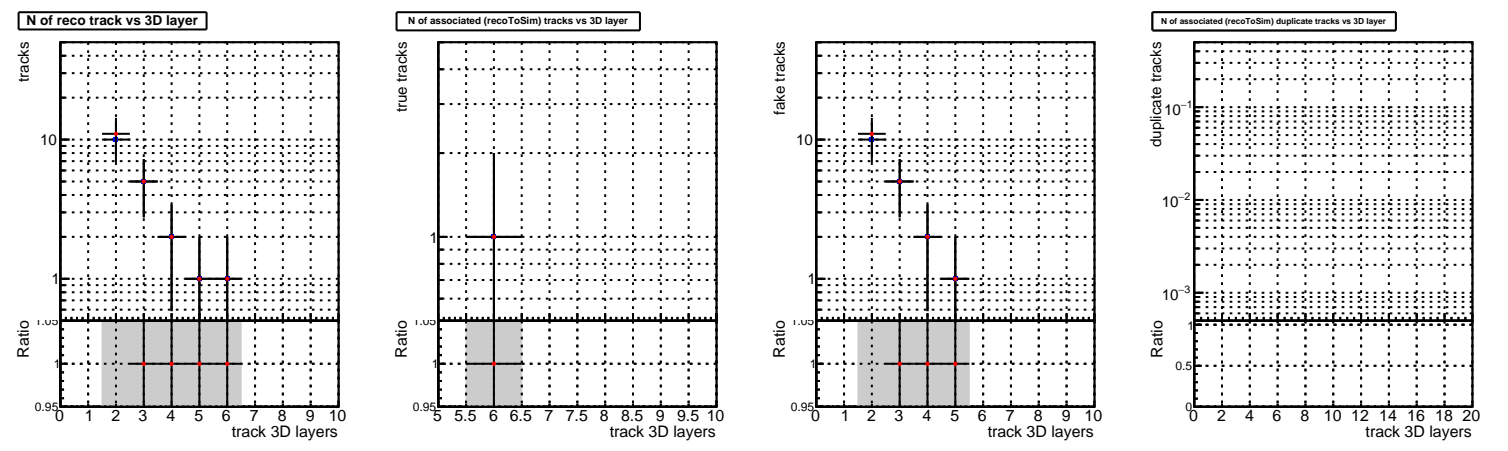 N of reco track vs 3D layer
tracks
10
1
Ratio
1.05
1
0.95
0 1 2 3 4 5 6 7 8 9 10
track 3D layers
N of associated (recoToSim) tracks vs 3D layer
true tracks
1
Ratio
1.05
1
0.95
5 5.5 6 6.5 7 7.5 8 8.5 9 9.5 10
track 3D layers
fake tracks
10
1
Ratio
1.05
1
0.95
0 1 2 3 4 5 6 7 8 9 10
track 3D layers
N of associated (recoToSim) duplicate tracks vs 3D layer
duplicate tracks
10⁻¹
10⁻²
10⁻³
Ratio
1
0.5
0
0 2 4 6 8 10 12 14 16 18 20
track 3D layers